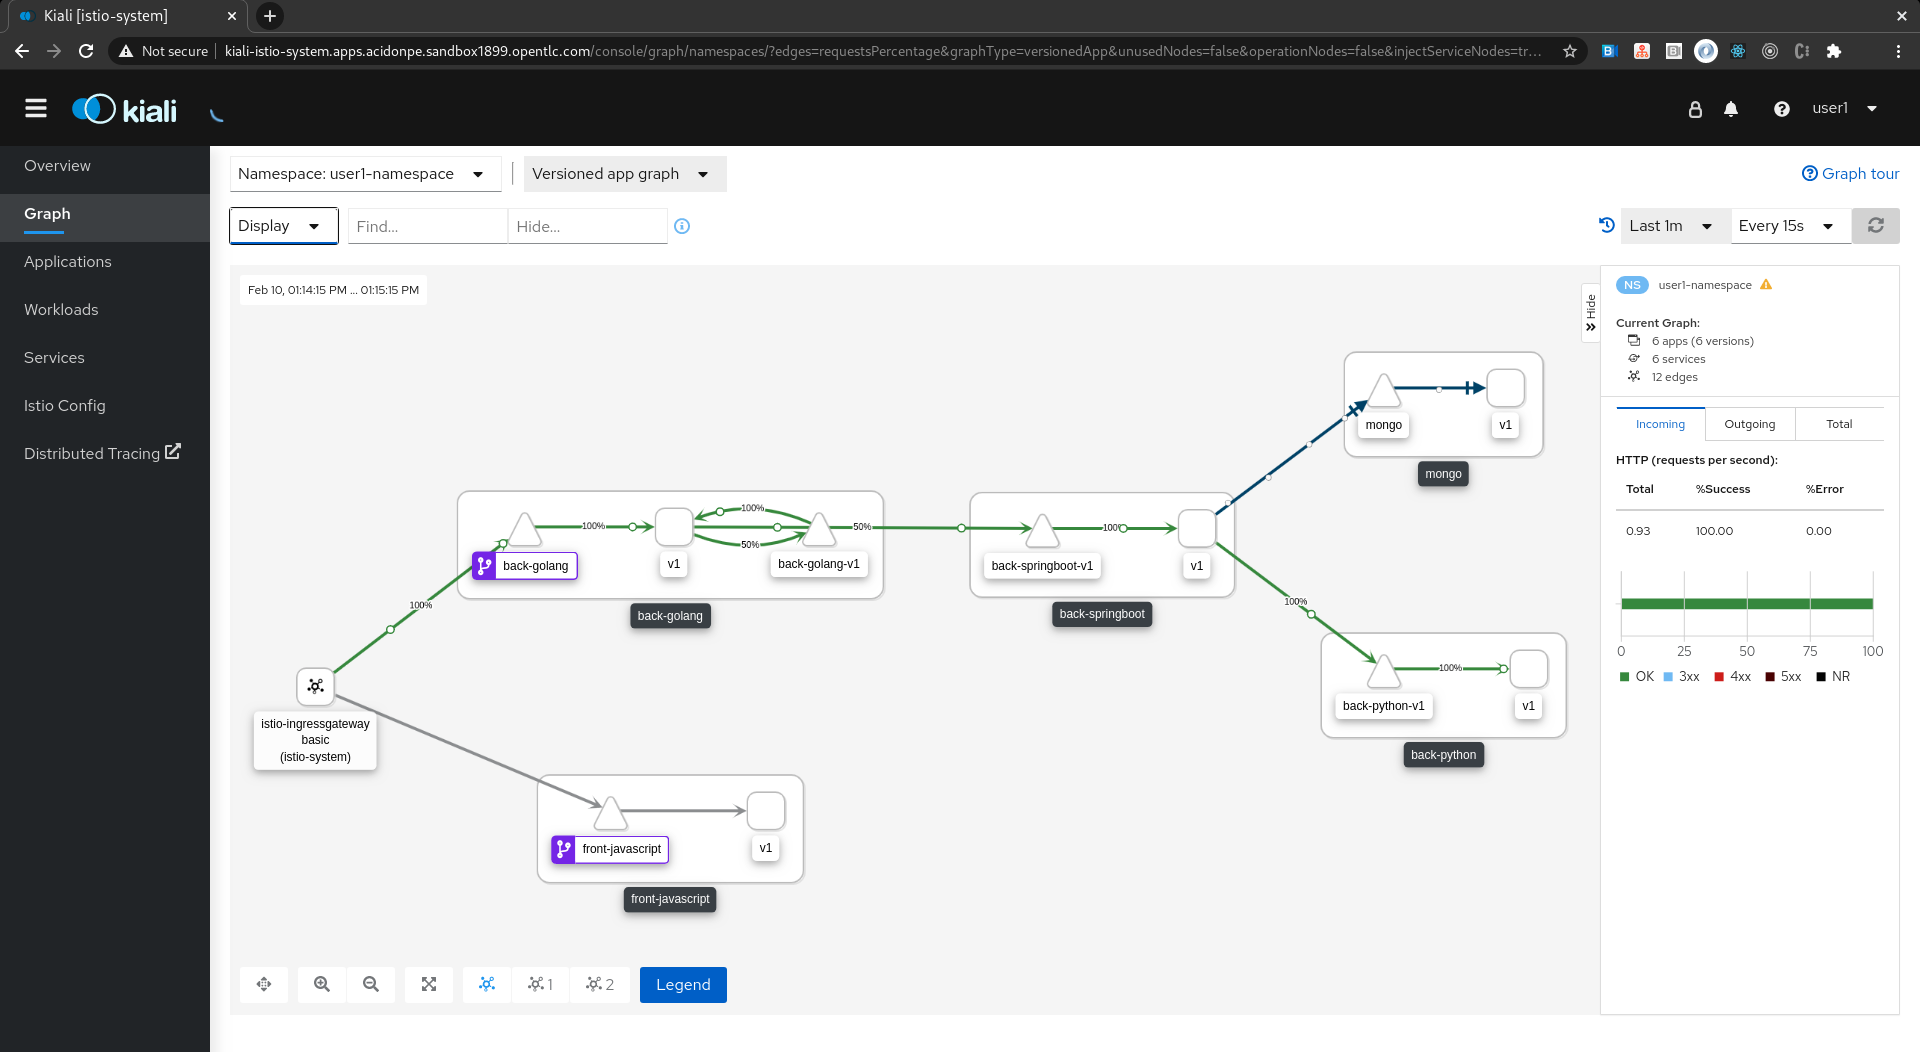 Kiali [istio-system]
Not secure
kiali-istio-system.apps.acidonpe.sandbox1899.opentlc.com/console/graph/namespaces/?edges=requestsPercentage&graphType=versionedApp&unusedNodes=false&operationNodes=false&injectServiceNodes=tr...
kiali
user1
Overview
Graph
Applications
Workloads
Services
Istio Config
Distributed Tracing
Namespace: user1-namespace
Versioned app graph
Graph tour
Display
Find...
Hide...
Last 1m
Every 15s
Feb 10, 01:14:15 PM ... 01:15:15 PM
Hide
mongo
v1
mongo
100%
100%
50%
50%
back-golang
v1
back-golang-v1
back-golang
100%
back-springboot-v1
v1
back-springboot
100%
100%
100%
back-python-v1
v1
back-python
istio-ingressgateway
basic
(istio-system)
front-javascript
v1
front-javascript
1
2
Legend
NS
user1-namespace
Current Graph:
6 apps (6 versions)
6 services
12 edges
Incoming
Outgoing
Total
HTTP (requests per second):
Total %Success %Error
0.93 100.00 0.00
0 25 50 75 100
OK 3xx 4xx 5xx NR